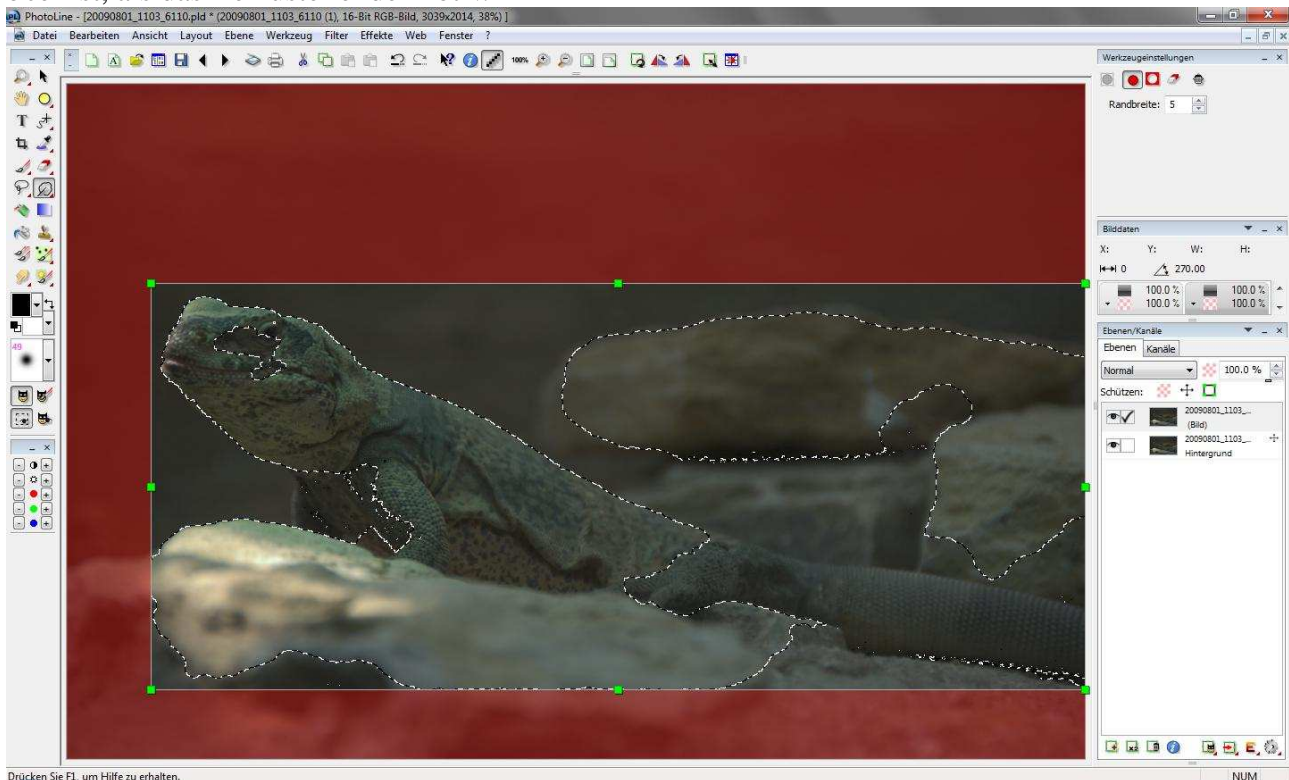 PhotoLine - [20090801_1103_6110.pld * (20090801_1103_6110 (1), 16-Bit RGB-Bild, 3039x2014, 38%) ]
Datei Bearbeiten Ansicht Layout Ebene Werkzeug Filter Effekte Web Fenster ?
100%
Werkzeugeinstellungen
Randbreite: 5
T
49
Bilddaten
X: Y: W: H:
0 270.00
100.0 % 100.0 %
100.0 % 100.0 %
Ebenen/Kanäle
Ebenen Kanäle
Normal 100.0 %
Schützen:
20090801_1103_...
(Bild)
20090801_1103_...
Hintergrund
Drücken Sie F1, um Hilfe zu erhalten.
NUM